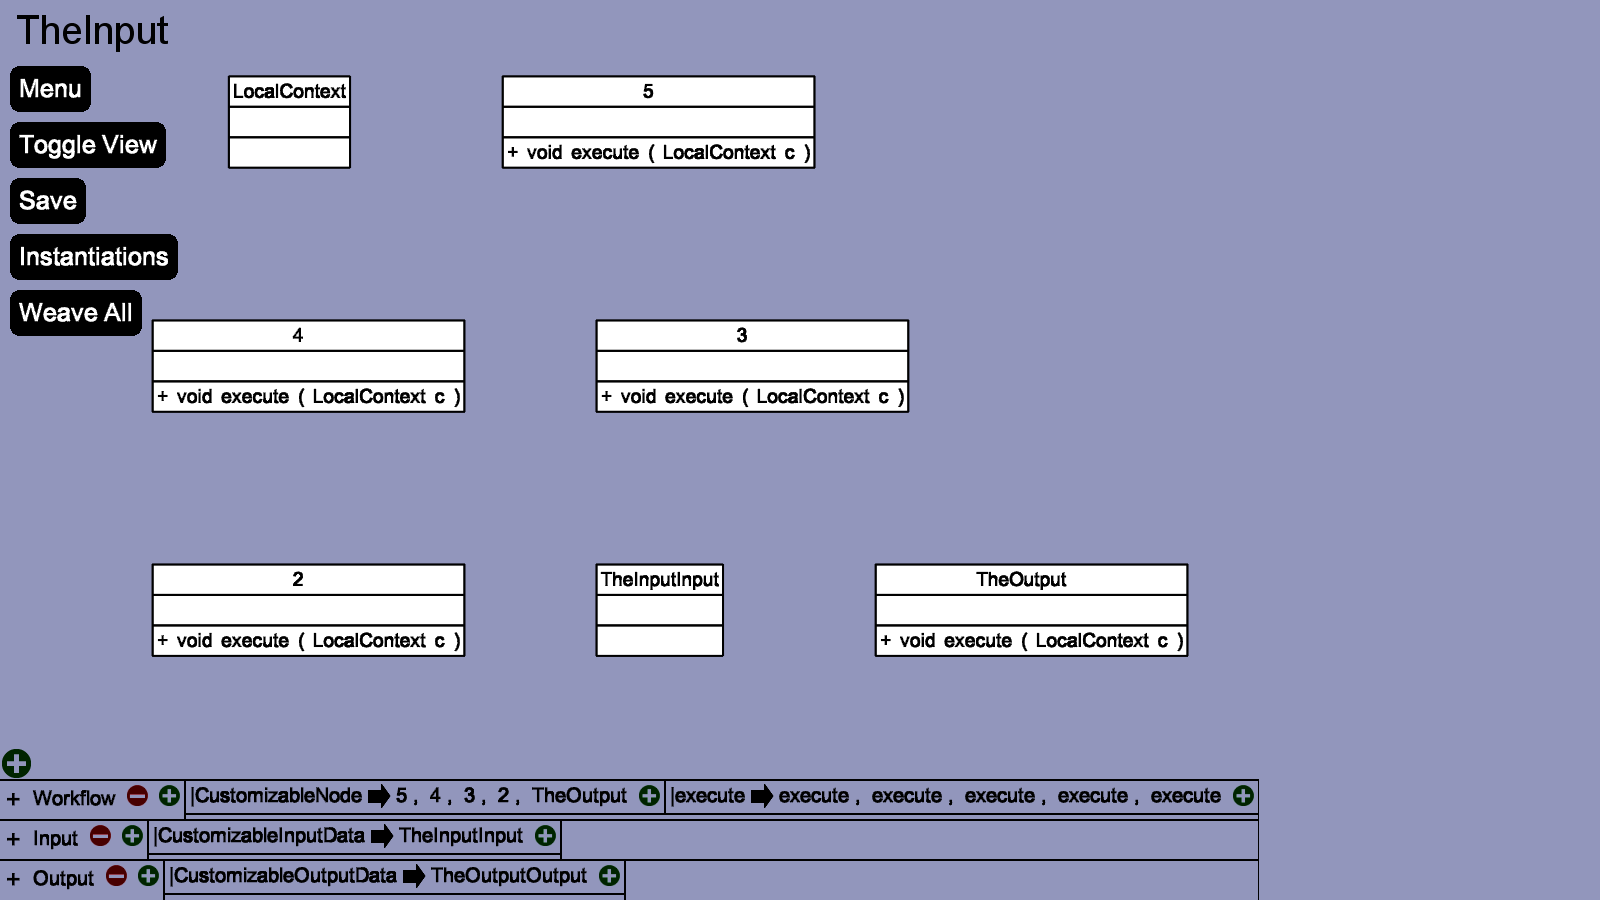 TheInput
Menu
Toggle View
Save
Instantiations
Weave All
LocalContext
5
+ void execute ( LocalContext c )
4
+ void execute ( LocalContext c )
3
+ void execute ( LocalContext c )
2
+ void execute ( LocalContext c )
TheInputInput
TheOutput
+ void execute ( LocalContext c )
+ Workflow |CustomizableNode 5 , 4 , 3 , 2 , TheOutput |execute execute , execute , execute , execute , execute
+ Input |CustomizableInputData TheInputInput
+ Output |CustomizableOutputData TheOutputOutput